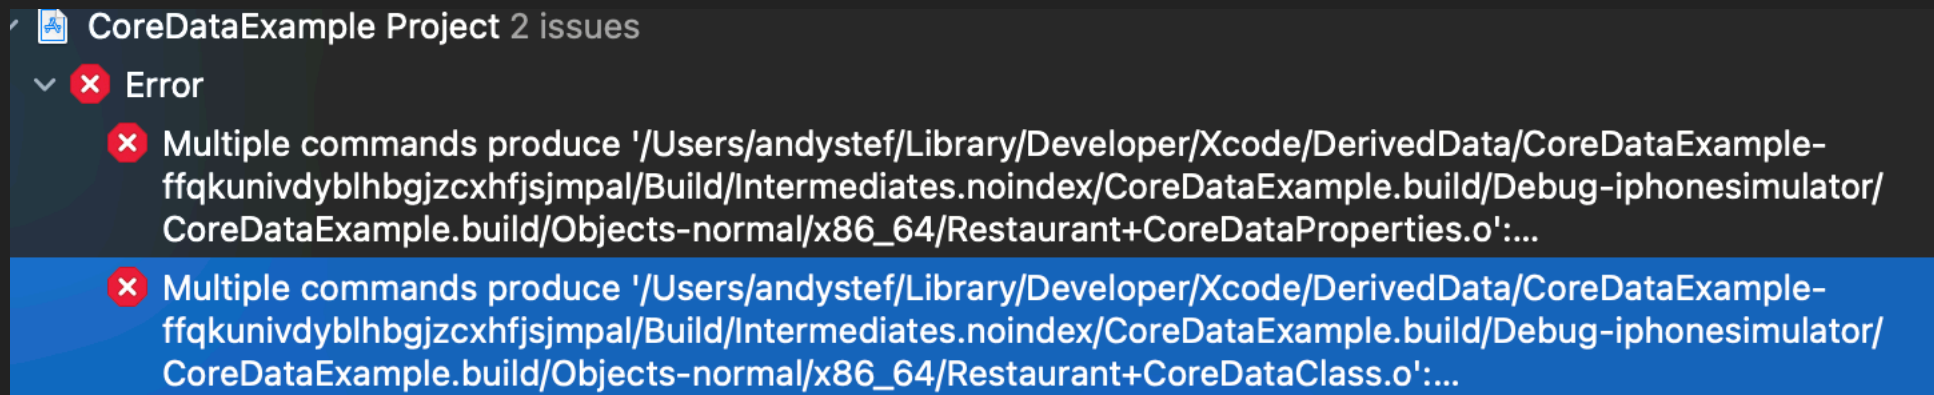 CoreDataExample Project 2 issues
Error
Multiple commands produce '/Users/andystef/Library/Developer/Xcode/DerivedData/CoreDataExample-
ffqkunivdyblhbgjzcxhfjsjmpal/Build/Intermediates.noindex/CoreDataExample.build/Debug-iphonesimulator/
CoreDataExample.build/Objects-normal/x86_64/Restaurant+CoreDataProperties.o':...
Multiple commands produce '/Users/andystef/Library/Developer/Xcode/DerivedData/CoreDataExample-
ffqkunivdyblhbgjzcxhfjsjmpal/Build/Intermediates.noindex/CoreDataExample.build/Debug-iphonesimulator/
CoreDataExample.build/Objects-normal/x86_64/Restaurant+CoreDataClass.o':...